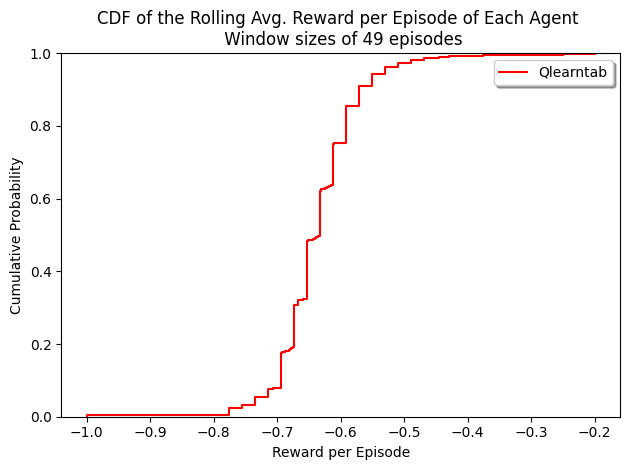 CDF of the Rolling Avg. Reward per Episode of Each Agent
Window sizes of 49 episodes
Qlearntab
Cumulative Probability
1.0
0.8
0.6
0.4
0.2
0.0
−1.0 −0.9 −0.8 −0.7 −0.6 −0.5 −0.4 −0.3 −0.2
Reward per Episode